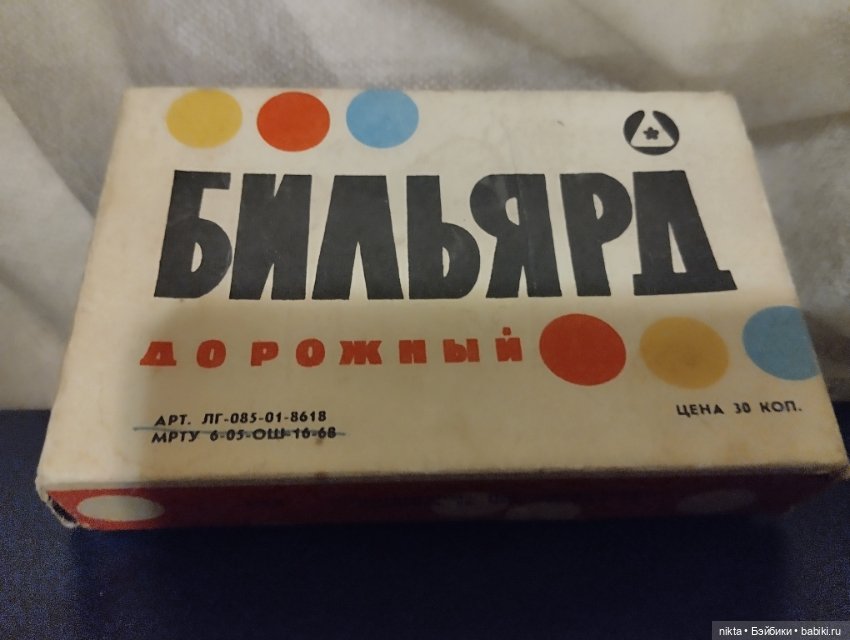 БИЛЬЯРД
ДОРОЖНЫЙ
АРТ. ЛГ-085-01-8618
МРТУ 6-05-ОШ-16-68
ЦЕНА 30 КОП.
nikta • Бэйбики • babiki.ru